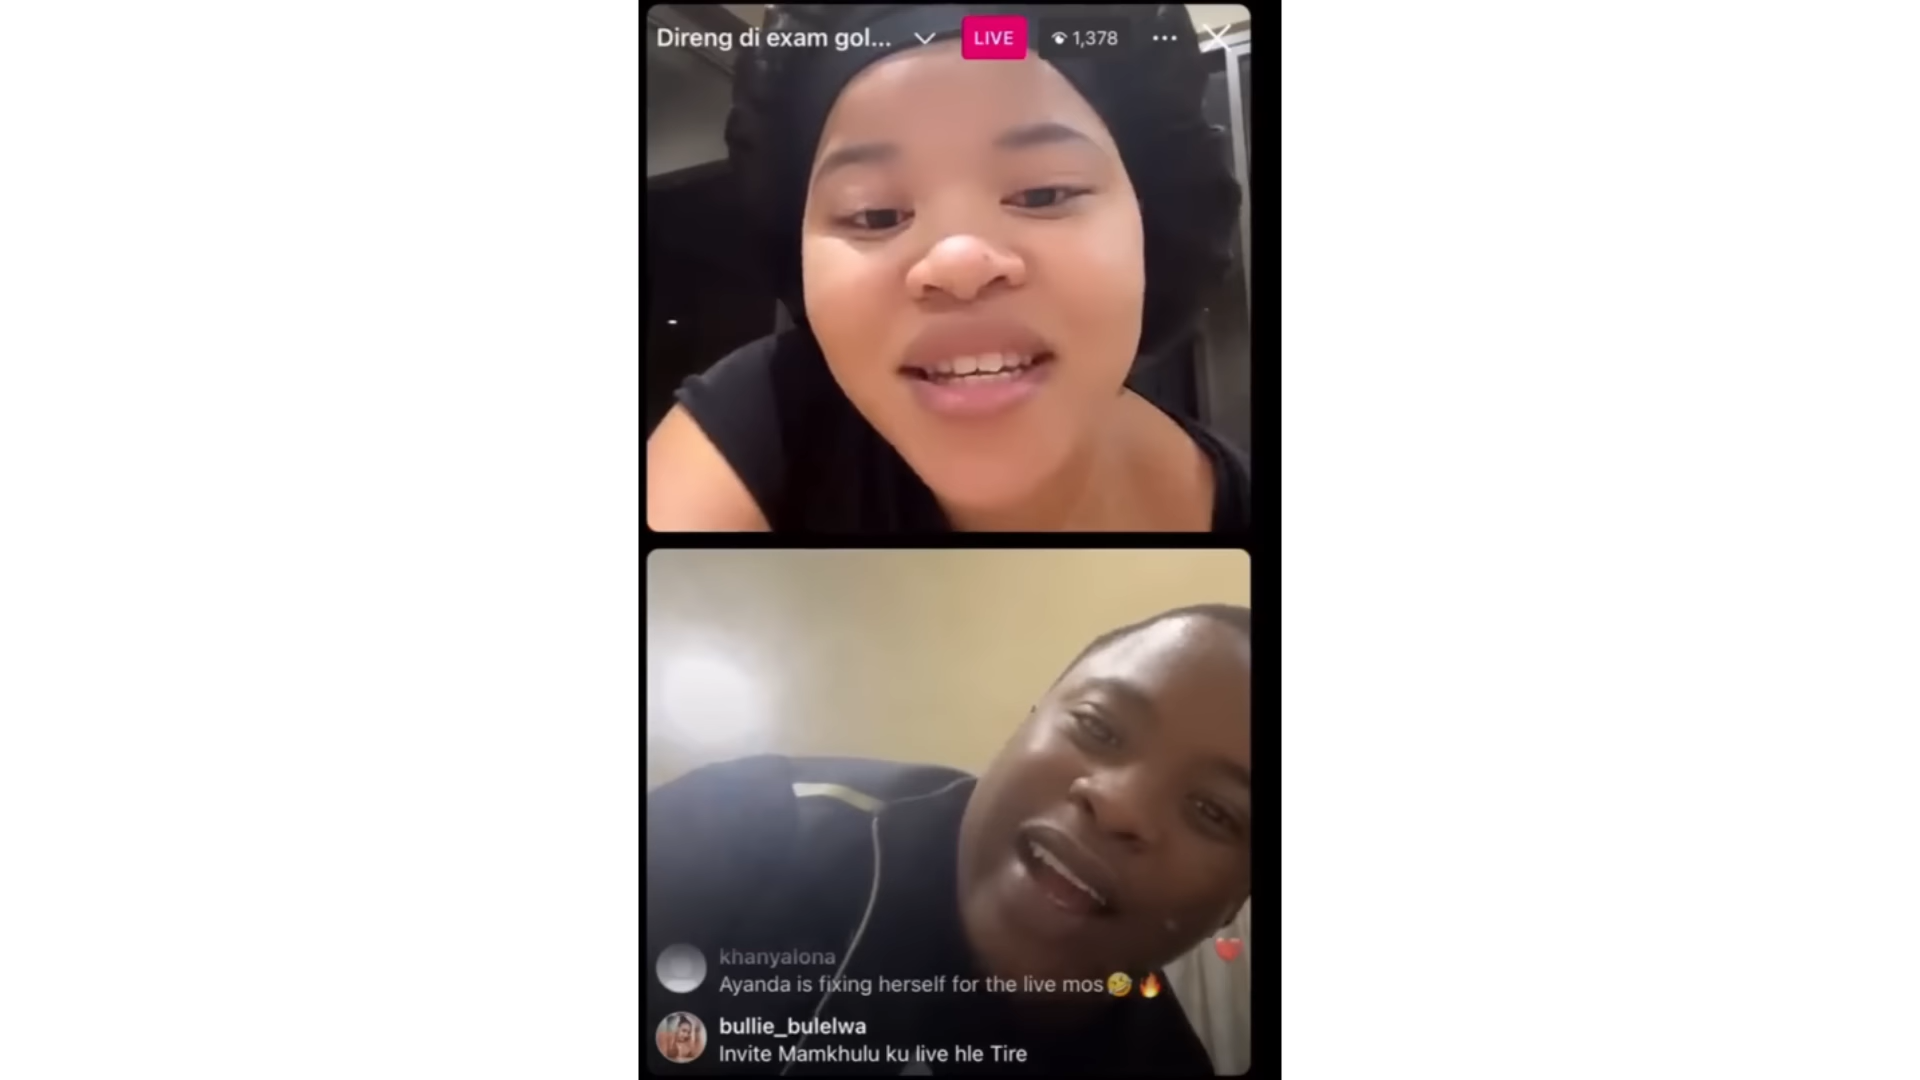 Direng di exam gol... LIVE 1,378
khanyalona
Ayanda is fixing herself for the live mos🤣🔥
bullie_bulelwa
Invite Mamkhulu ku live hle Tire